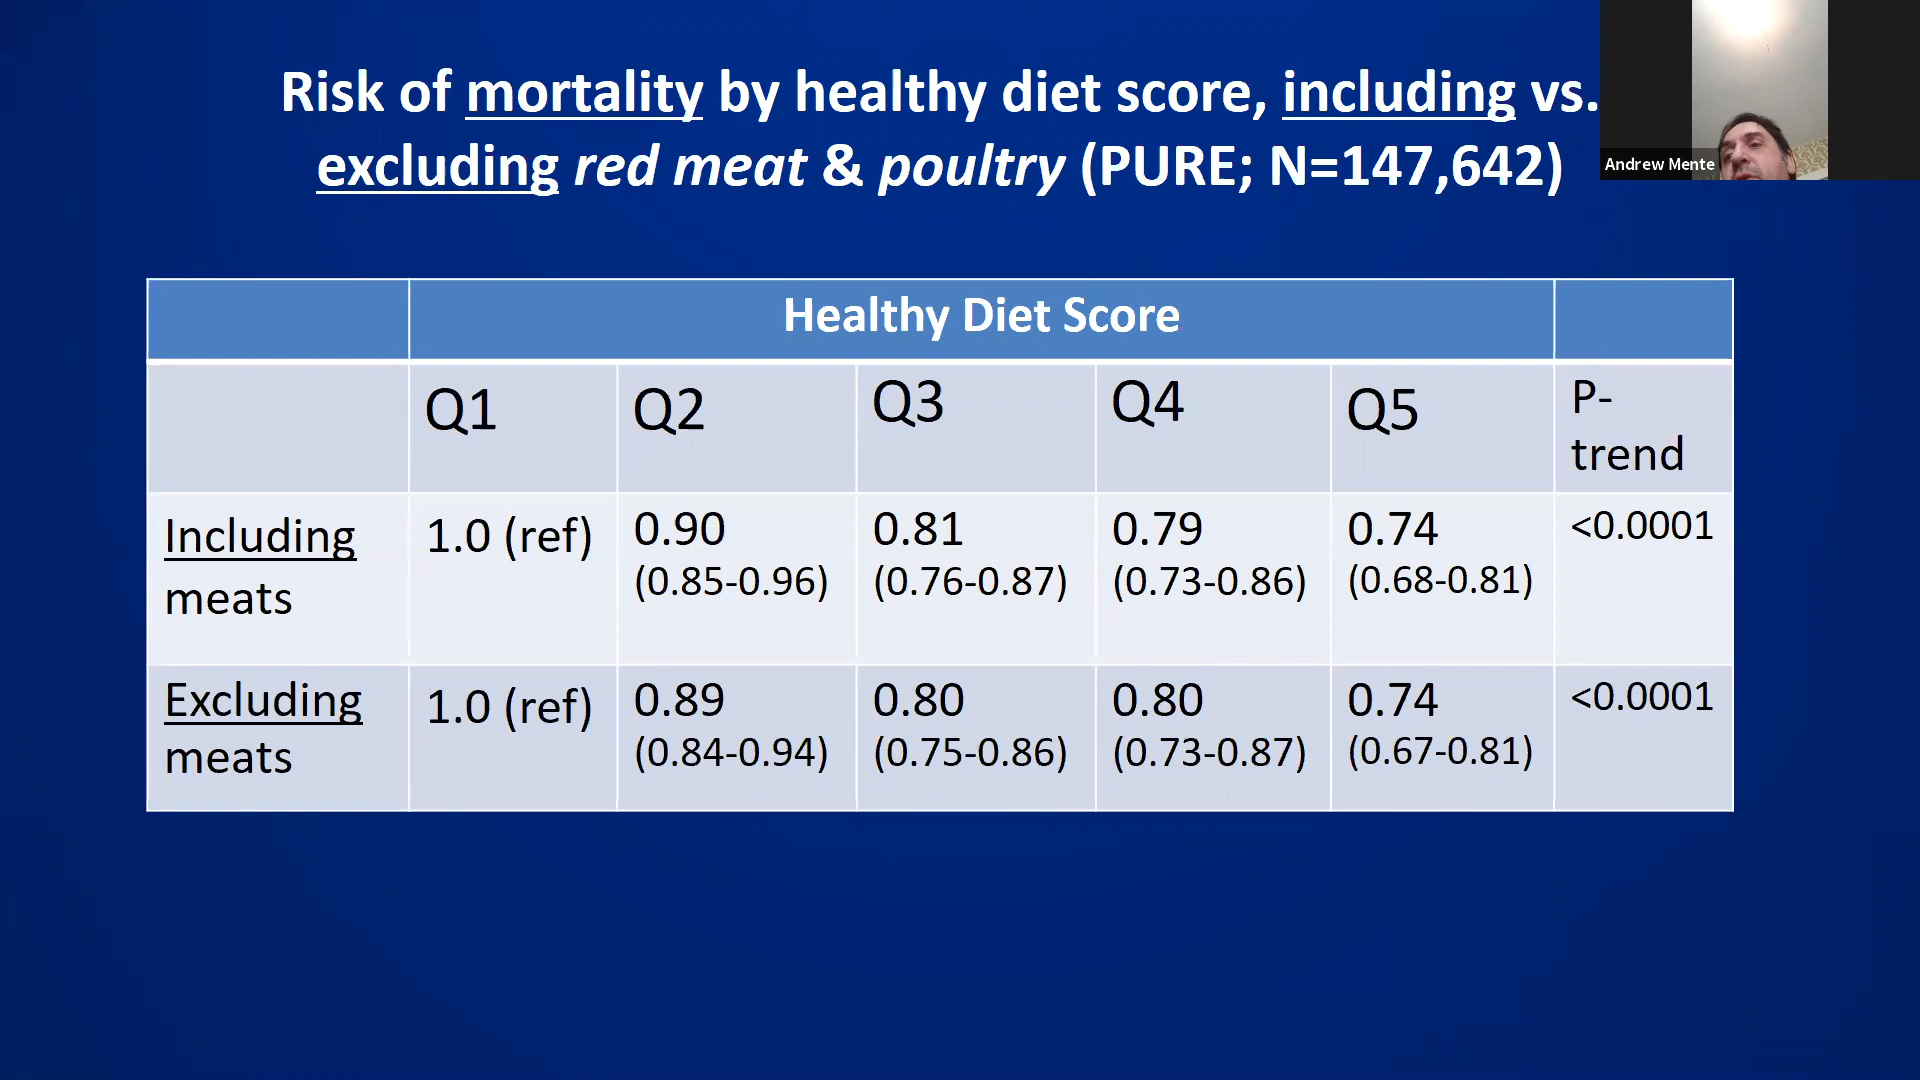 Risk of mortality by healthy diet score, including vs.
excluding red meat & poultry (PURE; N=147,642)
Andrew Mente
Healthy Diet Score
Q1 Q2 Q3 Q4 Q5 P-
trend
Including
meats
1.0 (ref) 0.90 0.81 0.79 0.74 <0.0001
(0.85-0.96) (0.76-0.87) (0.73-0.86) (0.68-0.81)
Excluding
meats
1.0 (ref) 0.89 0.80 0.80 0.74 <0.0001
(0.84-0.94) (0.75-0.86) (0.73-0.87) (0.67-0.81)